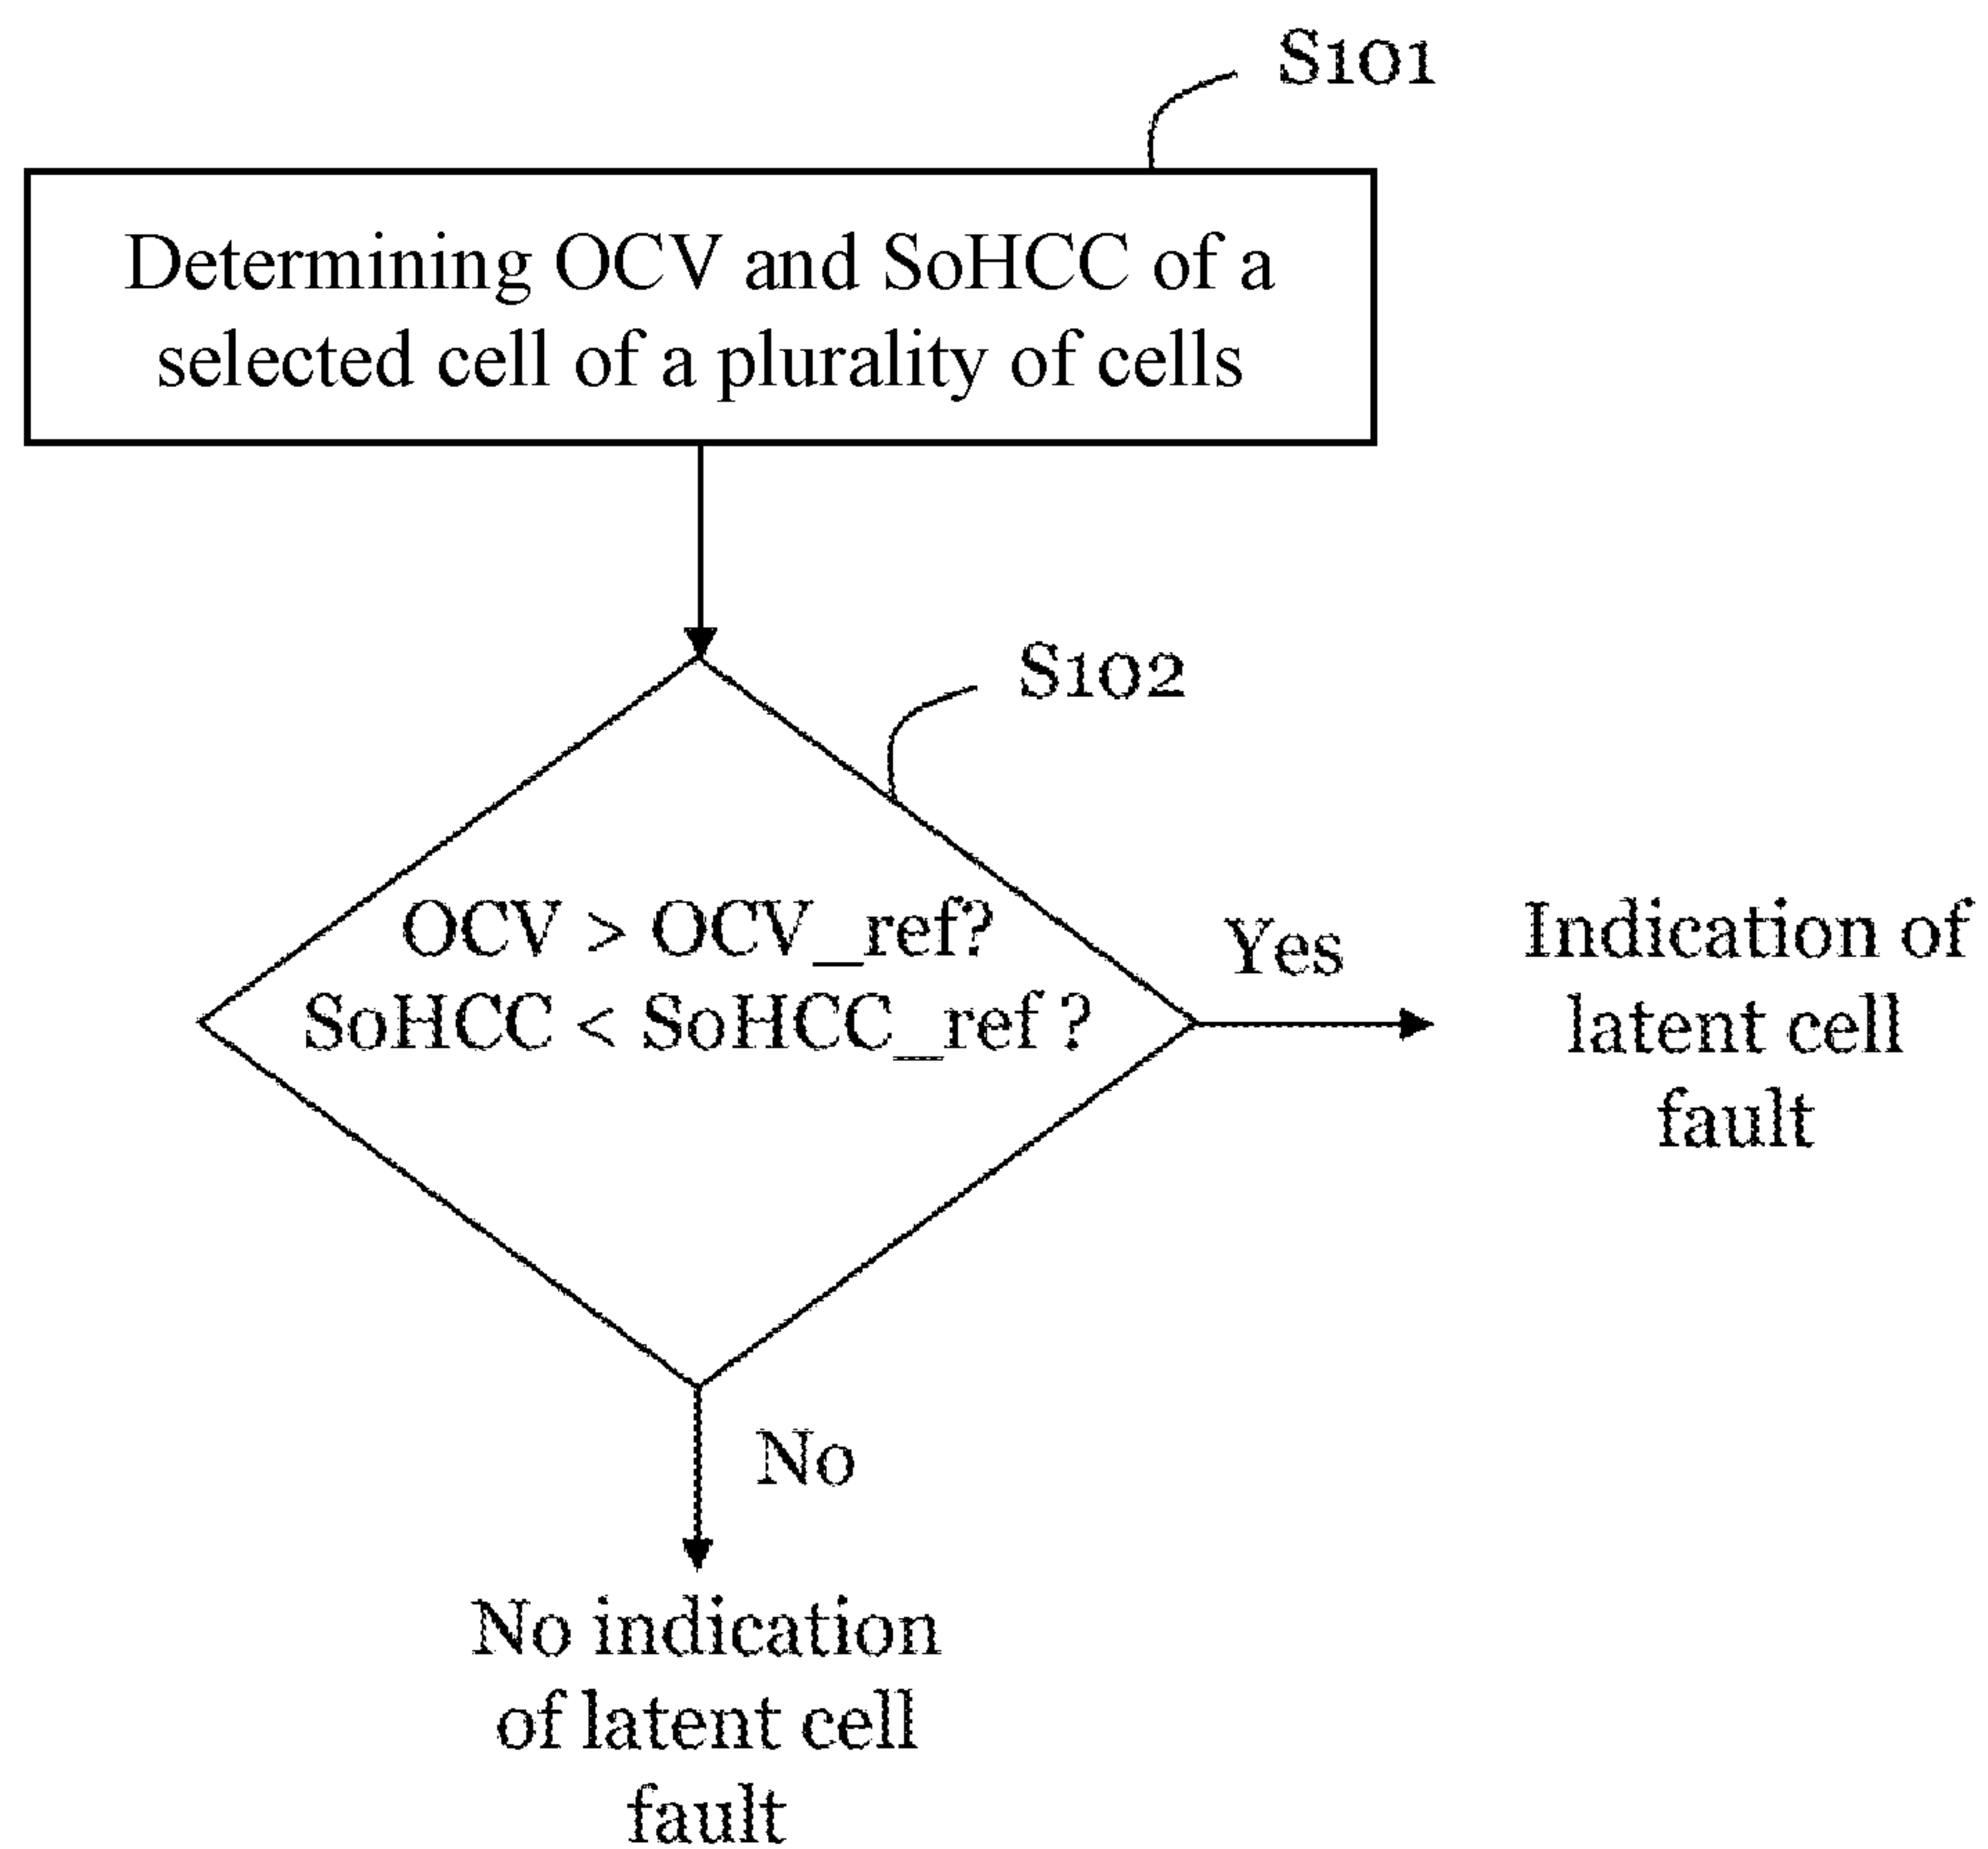 S101
Determining OCV and SoHCC of a
selected cell of a plurality of cells
S102
OCV > OCV_ref?
SoHCC < SoHCC_ref ?
Yes
Indication of
latent cell
fault
No
No indication
of latent cell
fault